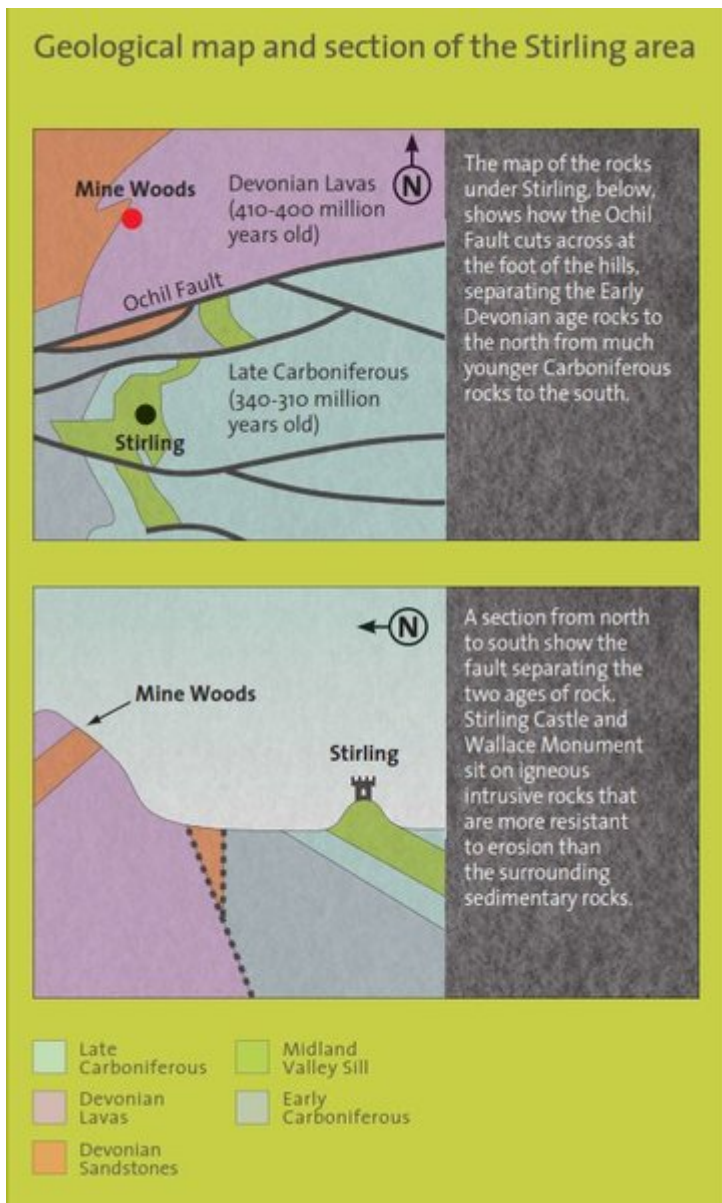 Geological map and section of the Stirling area
Mine Woods
Devonian Lavas
(410-400 million
years old)
N
Ochil Fault
Late Carboniferous
(340-310 million
years old)
Stirling
The map of the rocks
under Stirling, below,
shows how the Ochil
Fault cuts across at
the foot of the hills,
separating the Early
Devonian age rocks to
the north from much
younger Carboniferous
rocks to the south.
N
Mine Woods
Stirling
A section from north
to south show the
fault separating the
two ages of rock.
Stirling Castle and
Wallace Monument
sit on igneous
intrusive rocks that
are more resistant
to erosion than
the surrounding
sedimentary rocks.
Late
Carboniferous
Midland
Valley Sill
Devonian
Lavas
Early
Carboniferous
Devonian
Sandstones